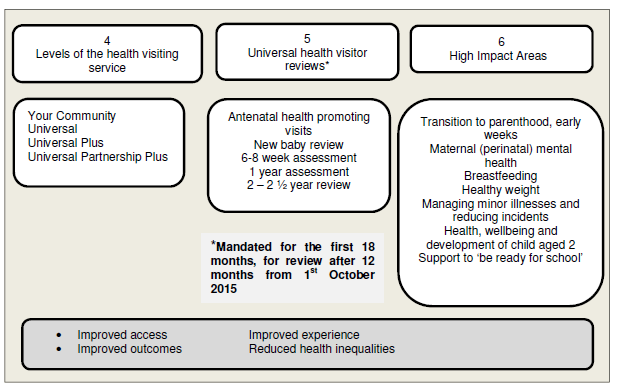 4
Levels of the health visiting
service
5
Universal health visitor
reviews*
6
High Impact Areas
Your Community
Universal
Universal Plus
Universal Partnership Plus
Antenatal health promoting
visits
New baby review
6-8 week assessment
1 year assessment
2 – 2 ½ year review
Transition to parenthood, early
weeks
Maternal (perinatal) mental
health
Breastfeeding
Healthy weight
Managing minor illnesses and
reducing incidents
Health, wellbeing and
development of child aged 2
Support to ‘be ready for school’
*Mandated for the first 18
months, for review after 12
months from 1st October
2015
• Improved access Improved experience
• Improved outcomes Reduced health inequalities